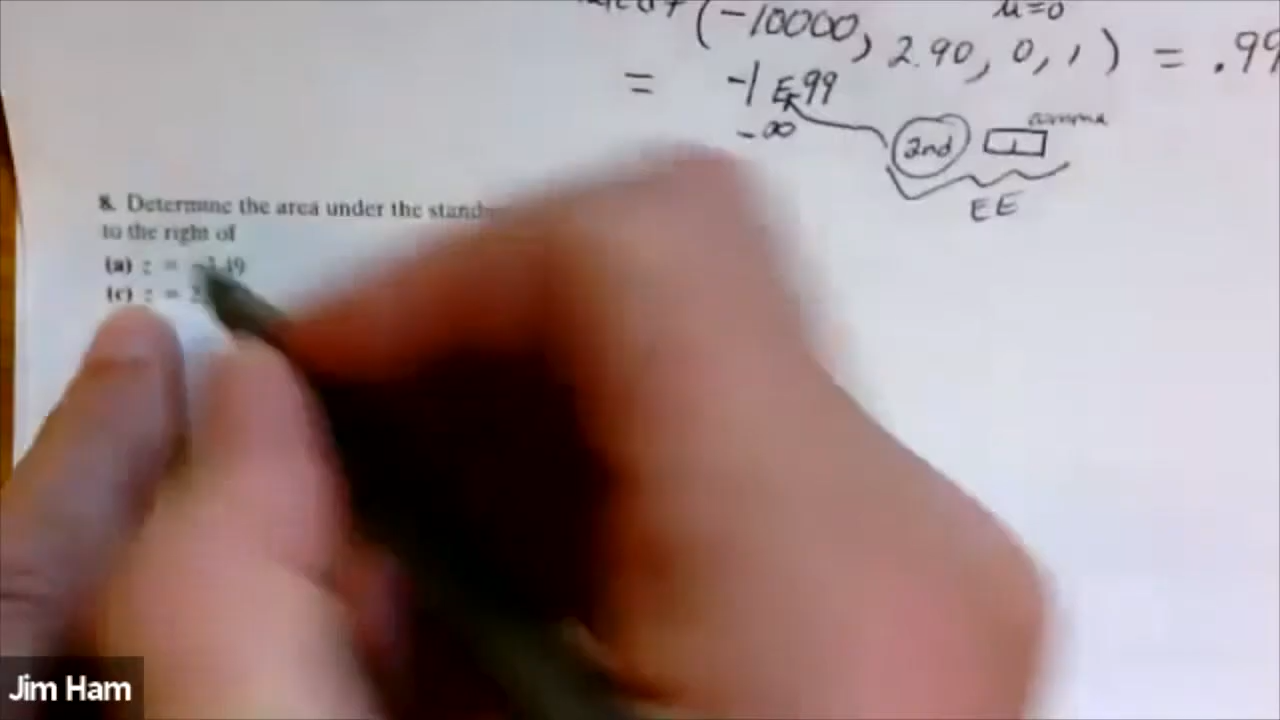 (-10000, 2.90, 0, 1) = .99
μ=0
= -1 E 99
-∞
2nd , comma
EE
8. Determine the area under the
to the right of
(a) z =
(c) z =
Jim Ham